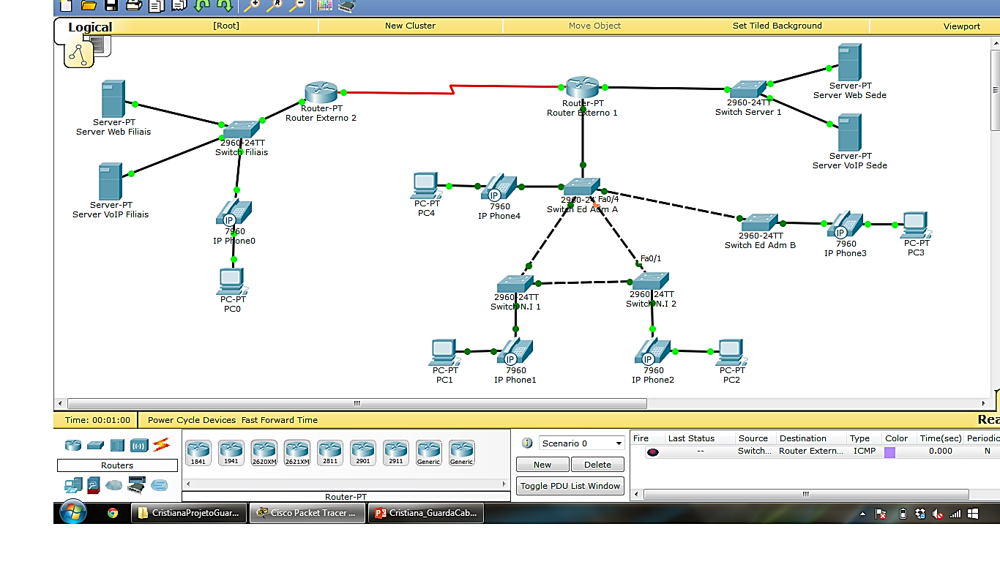 Logical
[Root]
New Cluster
Move Object
Set Tiled Background
Viewport
Server-PT
Server Web Filiais
Server-PT
Server VoIP Filiais
2960-24TT
Switch Filiais
Router-PT
Router Externo 2
IP
7960
IP Phone0
PC-PT
PC0
Router-PT
Router Externo 1
2960-24TT
Switch Server 1
Server-PT
Server Web Sede
Server-PT
Server VoIP Sede
PC-PT
PC4
IP
7960
IP Phone4
Fa0/4
Switch Ed Adm A
2960-24TT
Switch Ed Adm B
IP
7960
IP Phone3
PC-PT
PC3
Fa0/1
2960-24TT
Switch N.I 1
2960-24TT
Switch N.I 2
PC-PT
PC1
IP
7960
IP Phone1
IP
7960
IP Phone2
PC-PT
PC2
Time: 00:01:00
Power Cycle Devices Fast Forward Time
Rea
Routers
1841
1941
2620XM
2621XM
2811
2901
2911
Generic
Generic
Router-PT
Scenario 0
New
Delete
Toggle PDU List Window
Fire Last Status Source Destination Type Color Time(sec) Periodic
-- Switch... Router Extern... ICMP 0.000 N
CristianaProjetoGuar...
Cisco Packet Tracer ...
Cristiana_GuardaCab...